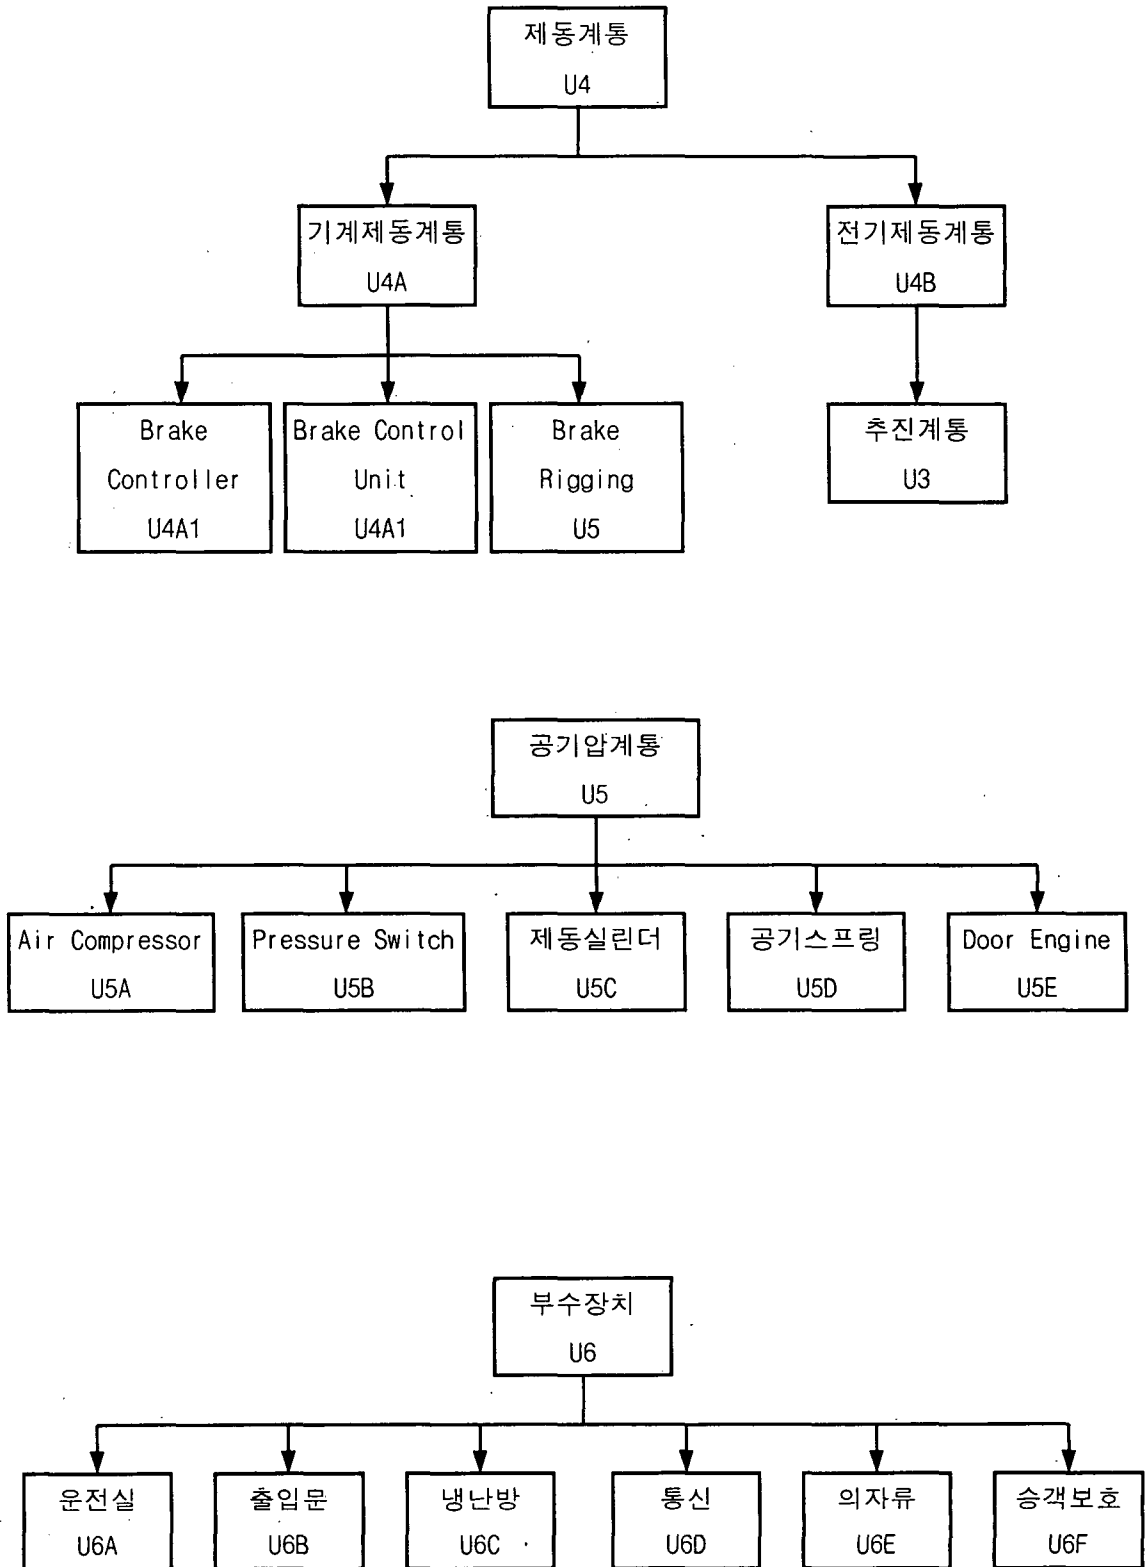 제동계통
U4
기계제동계통
U4A
전기제동계통
U4B
Brake
Controller
U4A1
Brake Control
Unit
U4A1
Brake
Rigging
U5
추진계통
U3
공기압계통
U5
Air Compressor
U5A
Pressure Switch
U5B
제동실린더
U5C
공기스프링
U5D
Door Engine
U5E
부수장치
U6
운전실
U6A
출입문
U6B
냉난방
U6C
통신
U6D
의자류
U6E
승객보호
U6F